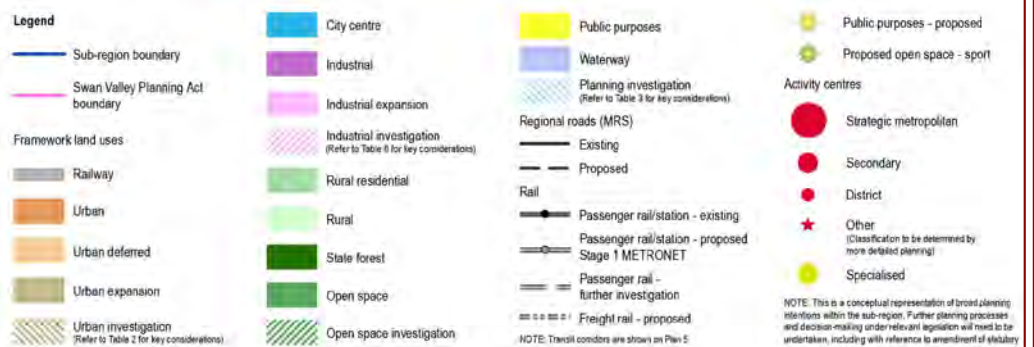 Legend
Sub-region boundary
Swan Valley Planning Act
boundary
Framework land uses
Railway
Urban
Urban deferred
Urban expansion
Urban investigation
(Refer to Table 2 for key considerations)
City centre
Industrial
Industrial expansion
Industrial investigation
(Refer to Table 6 for key considerations)
Rural residential
Rural
State forest
Open space
Open space investigation
Public purposes
Waterway
Planning investigation
(Refer to Table 3 for key considerations)
Regional roads (MRS)
Existing
Proposed
Rail
Passenger rail/station - existing
Passenger rail/station - proposed
Stage 1 METRONET
Passenger rail -
further investigation
Freight rail - proposed
NOTE: Transit corridors are shown on Plan 5
Public purposes - proposed
Proposed open space - sport
Activity centres
Strategic metropolitan
Secondary
District
Other
(Classification to be determined by
more detailed planning)
Specialised
NOTE: This is a conceptual representation of broad planning
intentions within the sub-region. Further planning processes
and decision-making under relevant legislation will need to be
undertaken, including with reference to amendment of statutory